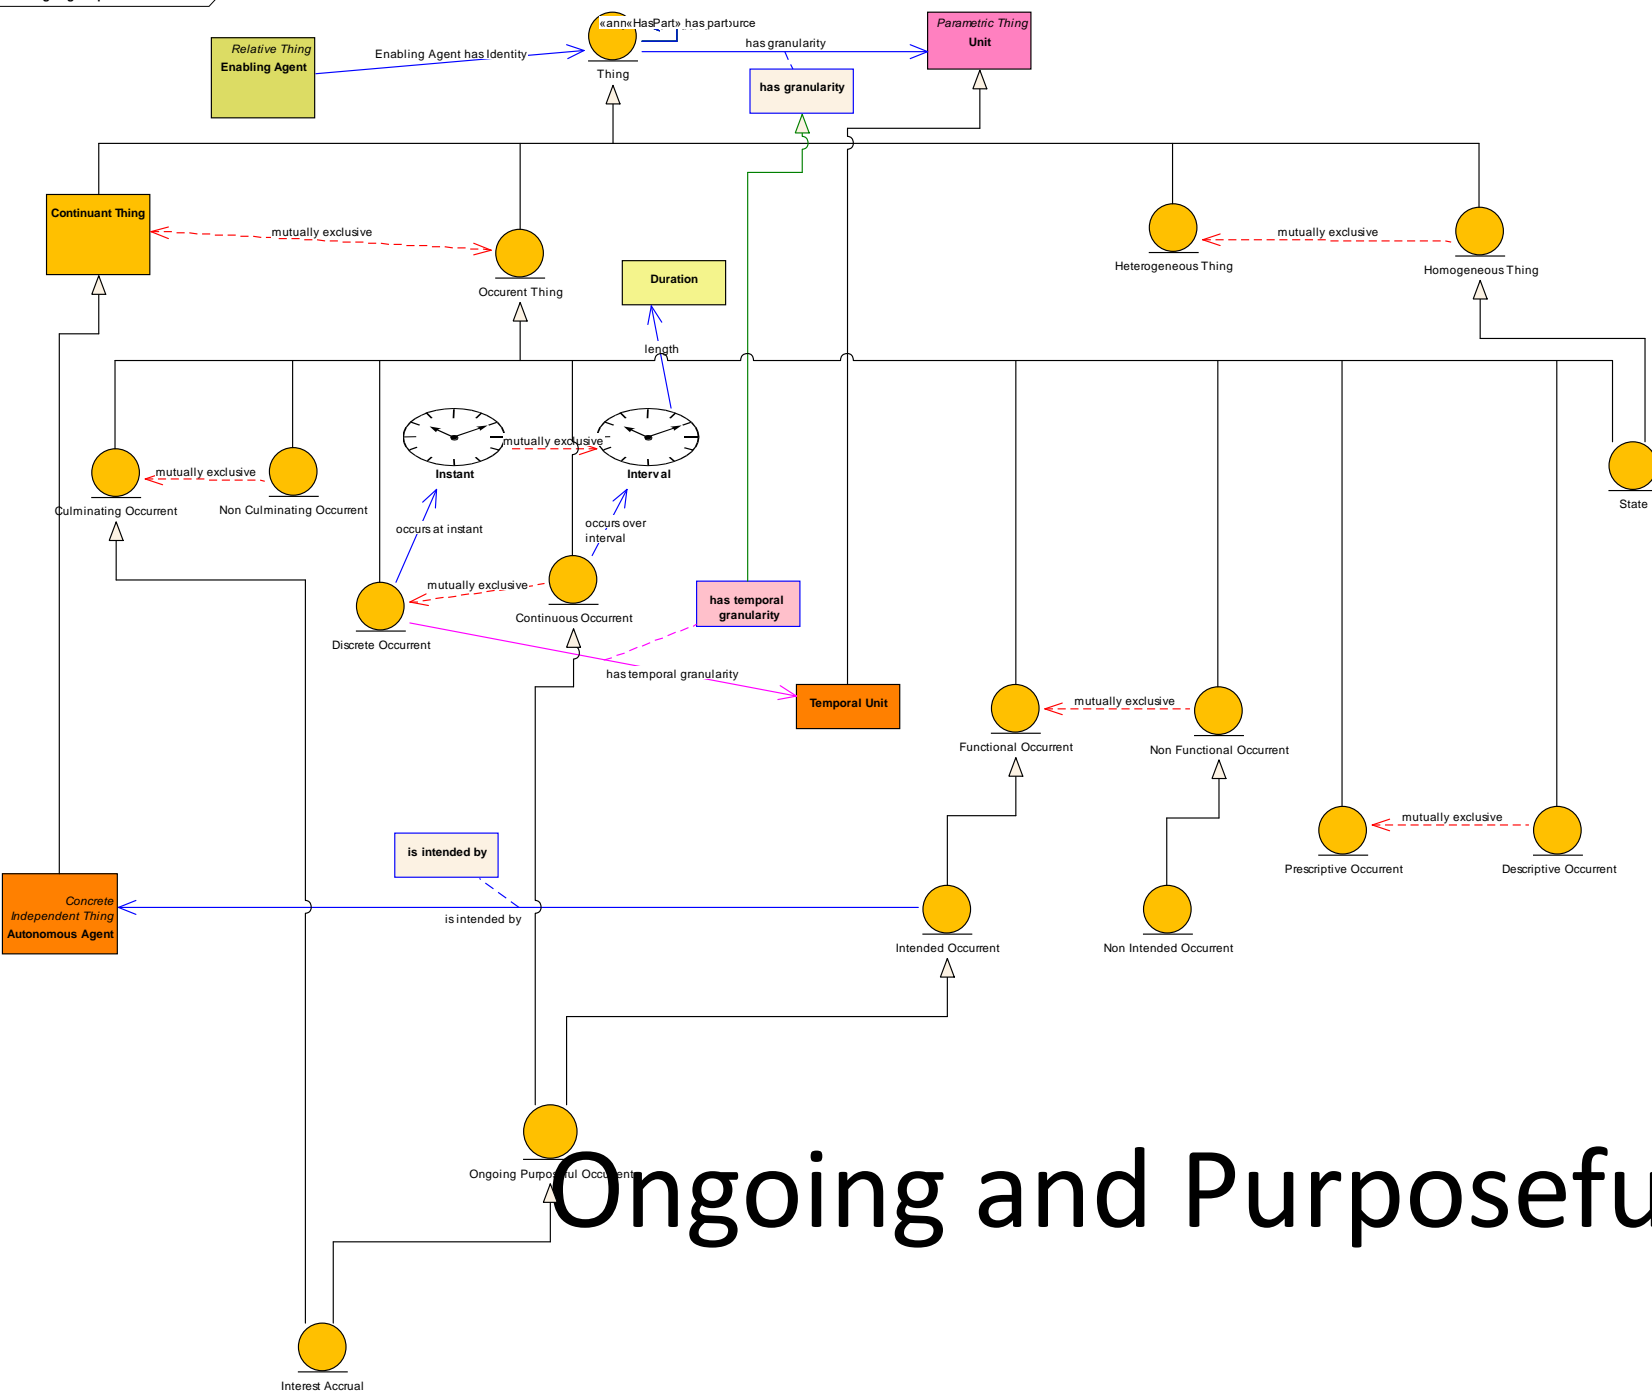 «ann«HasPart» has part›urce
Parametric Thing
Unit
Relative Thing
Enabling Agent
Enabling Agent has Identity
has granularity
Thing
has granularity
Continuant Thing
mutually exclusive
mutually exclusive
Heterogeneous Thing
Homogeneous Thing
Occurent Thing
Duration
length
mutually exclusive
Instant
Interval
mutually exclusive
Culminating Occurrent
Non Culminating Occurrent
State
occurs at instant
occurs over
interval
mutually exclusive
has temporal
granularity
Continuous Occurrent
Discrete Occurrent
has temporal granularity
Temporal Unit
mutually exclusive
Functional Occurrent
Non Functional Occurrent
mutually exclusive
is intended by
Prescriptive Occurrent
Descriptive Occurrent
Concrete
Independent Thing
Autonomous Agent
is intended by
Intended Occurrent
Non Intended Occurrent
Ongoing Purposeful Occurrent
Ongoing and Purposefu
Interest Accrual